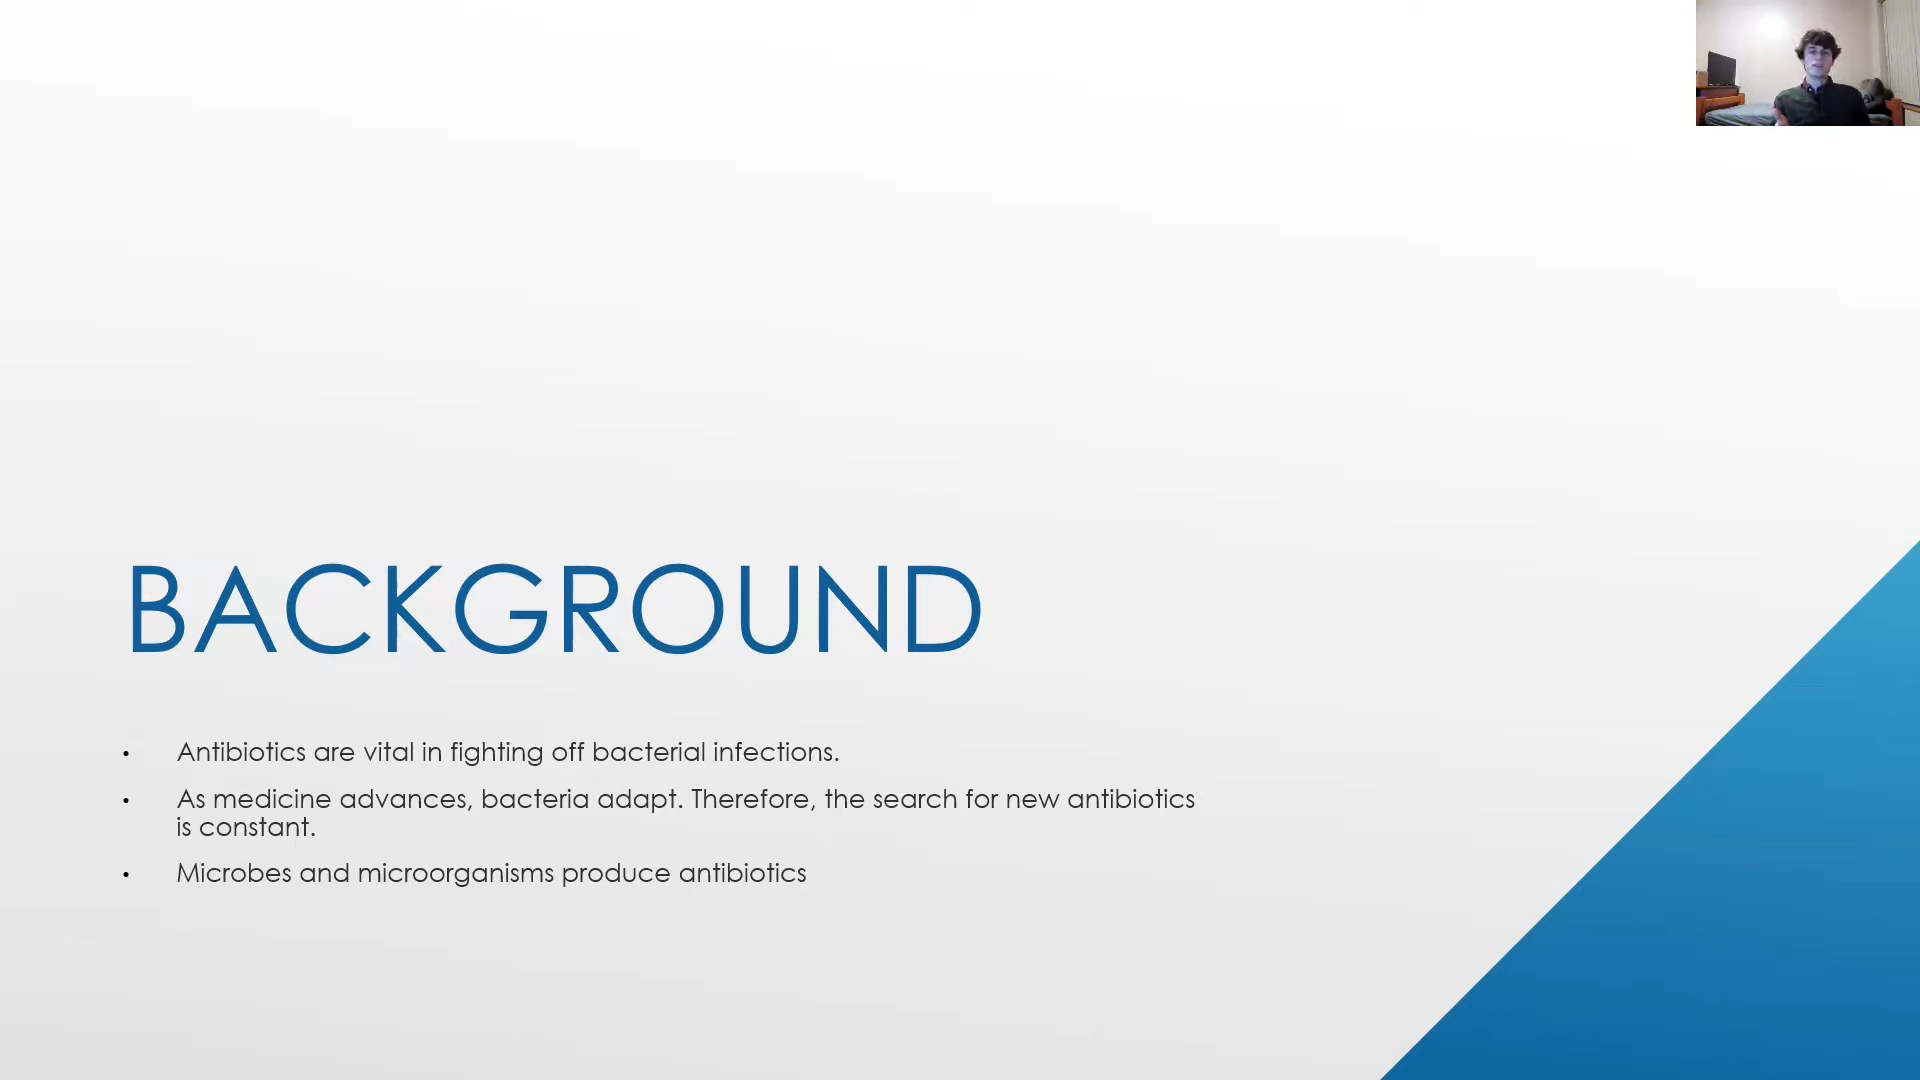 BACKGROUND
• Antibiotics are vital in fighting off bacterial infections.
• As medicine advances, bacteria adapt. Therefore, the search for new antibiotics
is constant.
• Microbes and microorganisms produce antibiotics